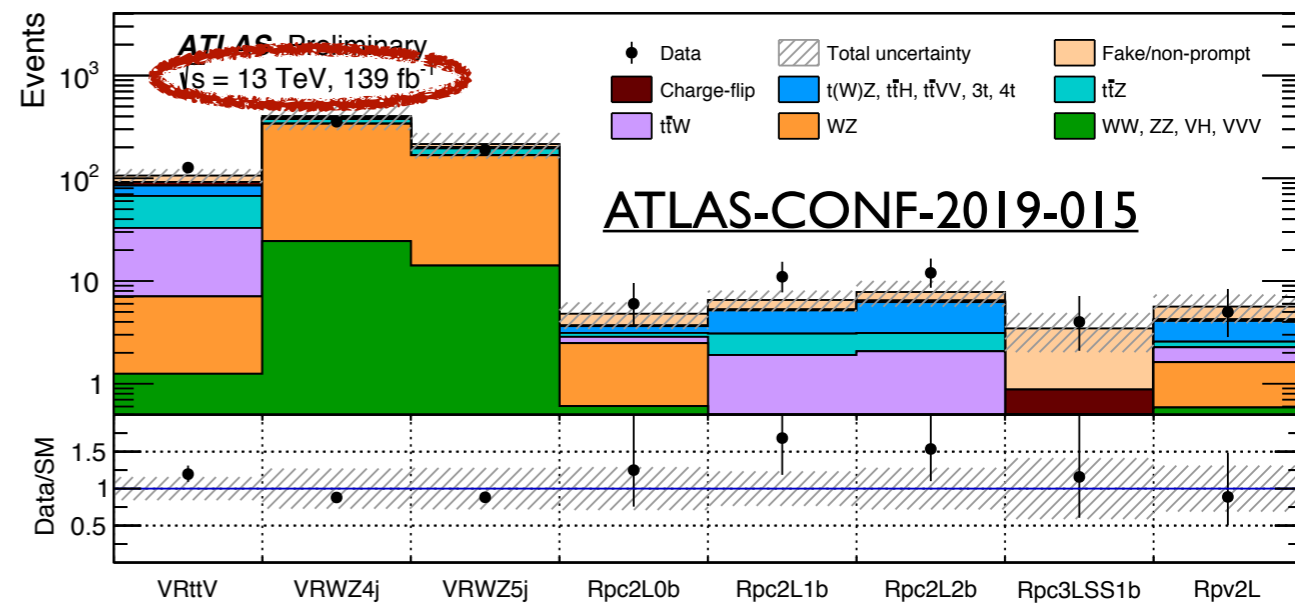 Events
ATLAS Preliminary
√s = 13 TeV, 139 fb⁻¹
Data
Total uncertainty
Fake/non-prompt
Charge-flip
t(W)Z, tt̄H, tt̄VV, 3t, 4t
tt̄Z
tt̄W
WZ
WW, ZZ, VH, VVV
ATLAS-CONF-2019-015
10³
10²
10
1
Data/SM
1.5
1
0.5
VRttV VRWZ4j VRWZ5j Rpc2L0b Rpc2L1b Rpc2L2b Rpc3LSS1b Rpv2L